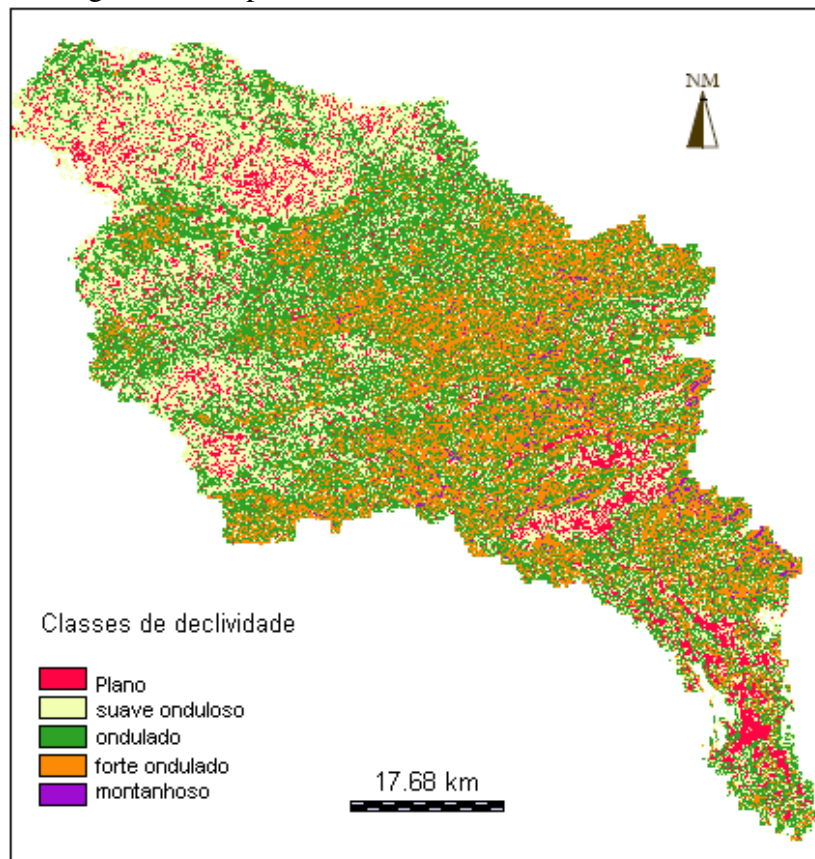 NM
Classes de declividade
Plano
suave onduloso
ondulado
forte ondulado
montanhoso
17.68 km